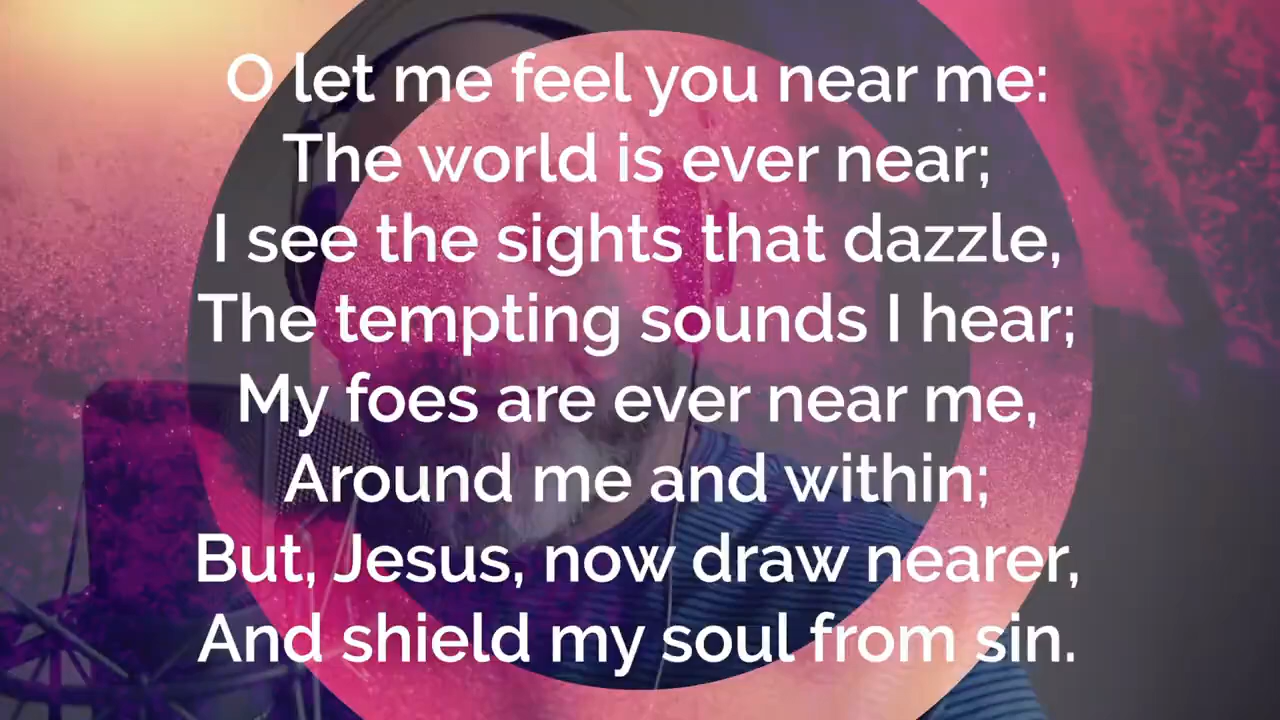 O let me feel you near me:
The world is ever near;
I see the sights that dazzle,
The tempting sounds I hear;
My foes are ever near me,
Around me and within;
But, Jesus, now draw nearer,
And shield my soul from sin.